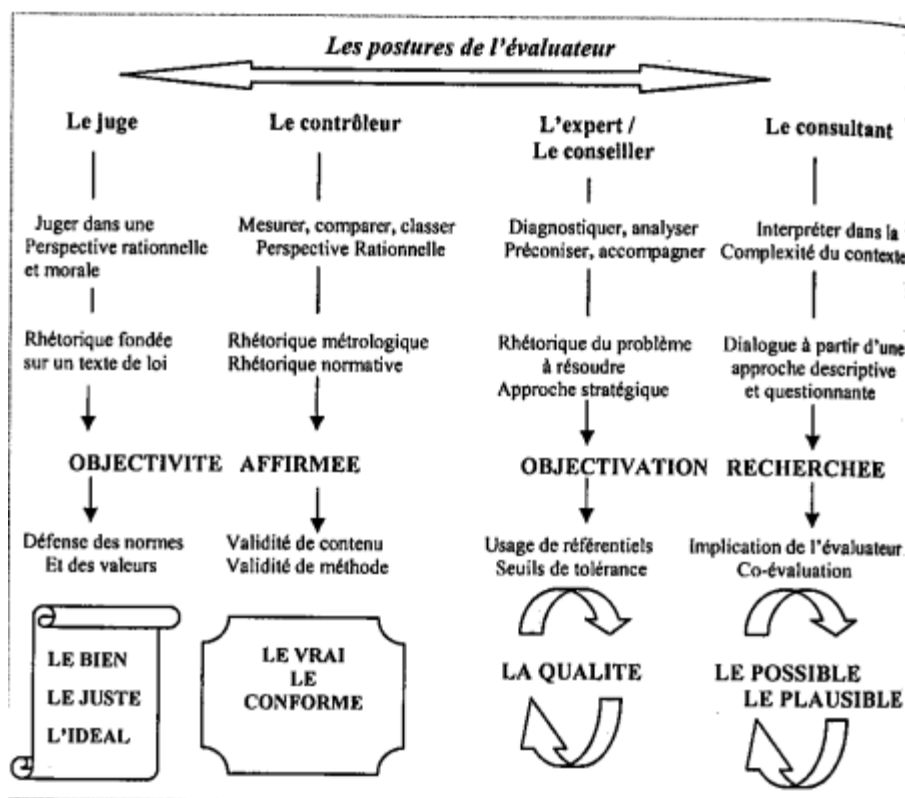 Les postures de l'évaluateur
Le juge
Le contrôleur
L'expert /
Le conseiller
Le consultant
Juger dans une
Perspective rationnelle
et morale
Mesurer, comparer, classer
Perspective Rationnelle
Diagnostiquer, analyser
Préconiser, accompagner
Interpréter dans la
Complexité du contexte
Rhétorique fondée
sur un texte de loi
Rhétorique métrologique
Rhétorique normative
Rhétorique du problème
à résoudre
Approche stratégique
Dialogue à partir d'une
approche descriptive
et questionnante
OBJECTIVITE AFFIRMEE
OBJECTIVATION RECHERCHEE
Défense des normes
Et des valeurs
Validité de contenu
Validité de méthode
Usage de référentiels
Seuils de tolérance
Implication de l'évaluateur
Co-évaluation
LE BIEN
LE JUSTE
L'IDEAL
LE VRAI
LE
CONFORME
LA QUALITE
LE POSSIBLE
LE PLAUSIBLE